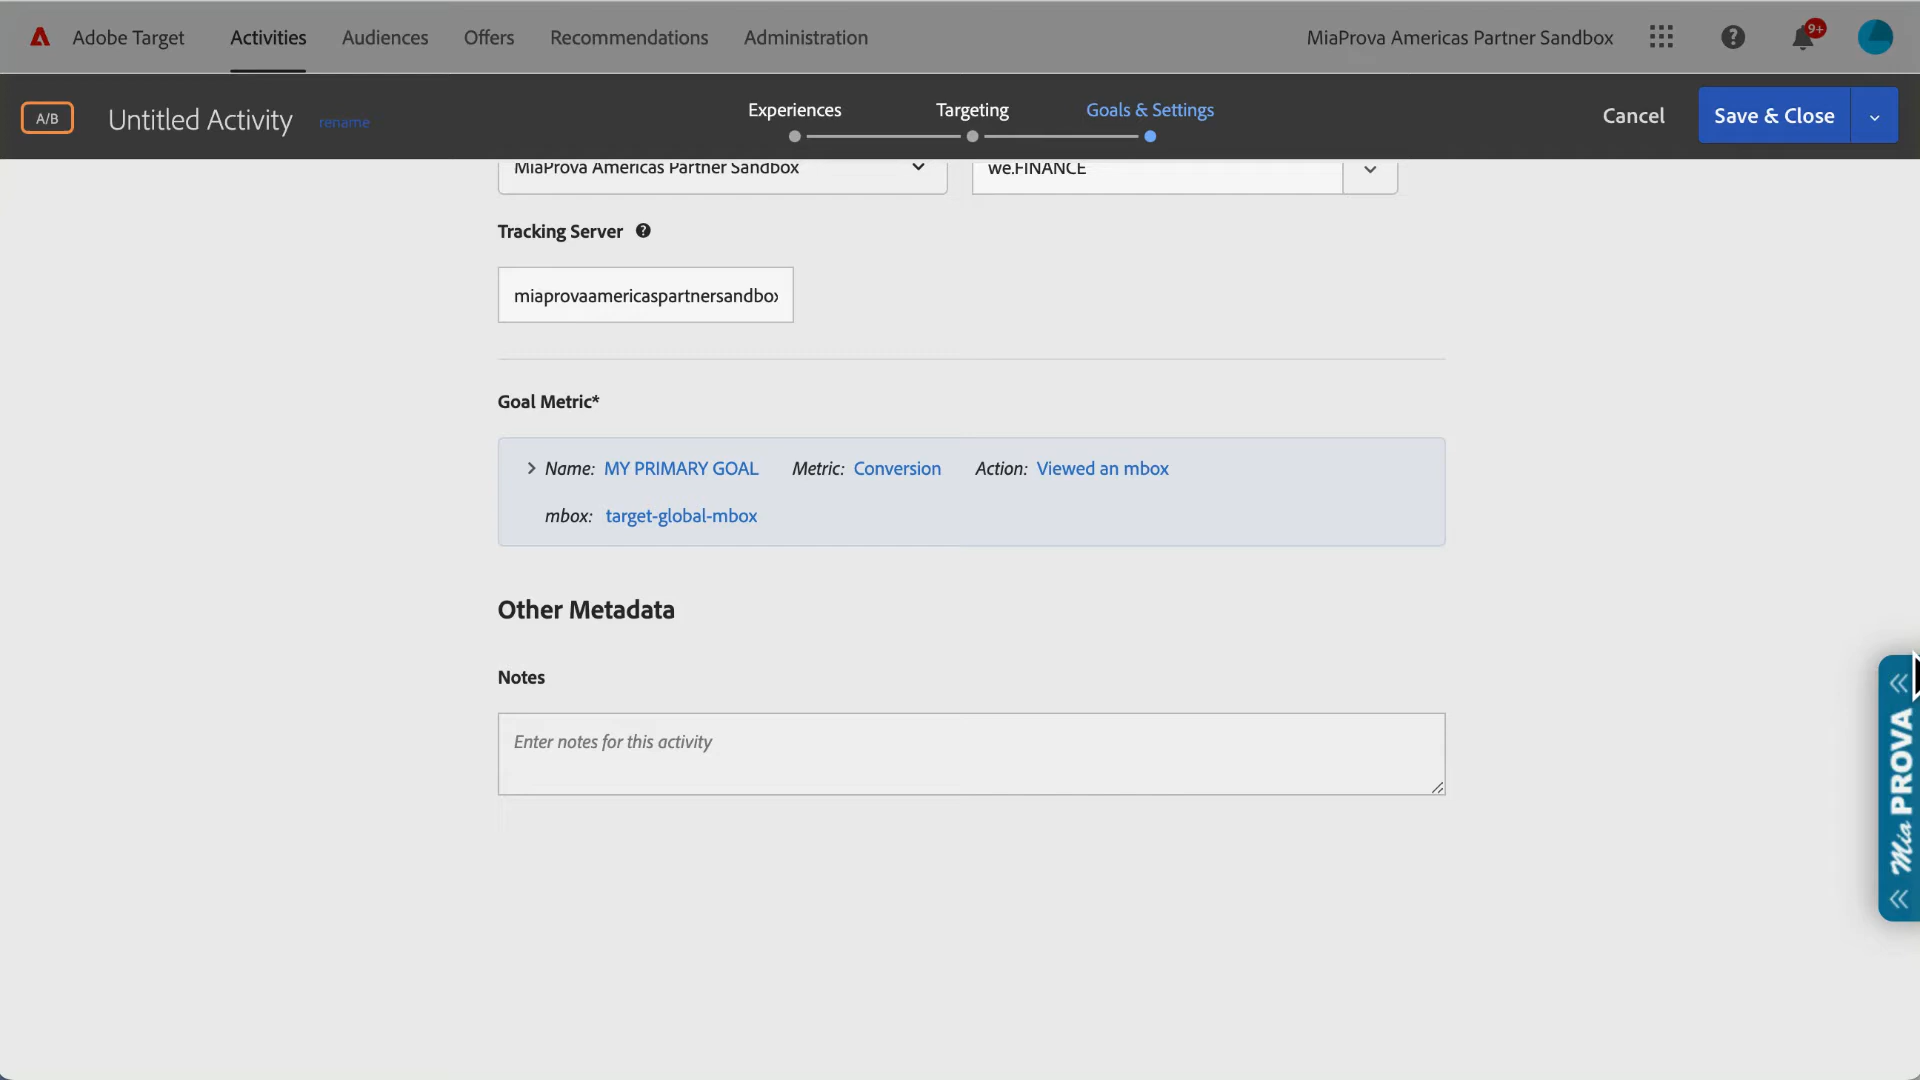 Adobe Target Activities Audiences Offers Recommendations Administration MiaProva Americas Partner Sandbox 9+
A/B Untitled Activity rename Experiences Targeting Goals & Settings Cancel Save & Close
MiaProva Americas Partner Sandbox we.FINANCE
Tracking Server
miaprovaamericaspartnersandbox
Goal Metric*
Name: MY PRIMARY GOAL Metric: Conversion Action: Viewed an mbox
mbox: target-global-mbox
Other Metadata
Notes
Enter notes for this activity
Mia PROVA